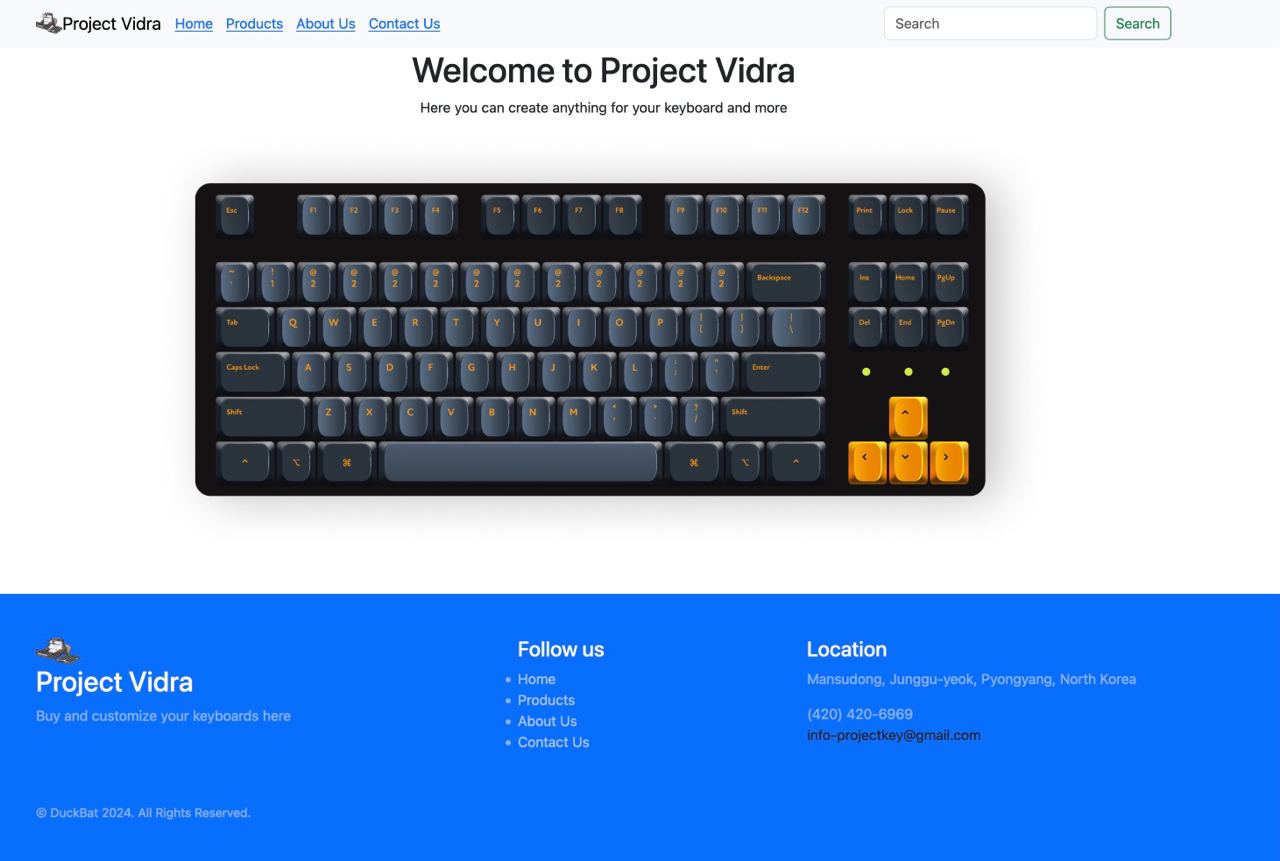 Project Vidra Home Products About Us Contact Us Search Search
Welcome to Project Vidra
Here you can create anything for your keyboard and more
Esc F1 F2 F3 F4 F5 F6 F7 F8 F9 F10 F11 F12 Print Lock Pause
~ ! @ @ @ @ @ @ @ @ @ @ @
` 1 2 2 2 2 2 2 2 2 2 2 2 Backspace Ins Home PgUp
Tab Q W E R T Y U I O P [ ] | Del End PgDn
[ ] \
Caps Lock A S D F G H J K L : " Enter
; '
Shift Z X C V B N M < > ? Shift ^
, . /
^ ⌥ ⌘ ⌘ ⌥ ^ < ⌄ >
Project Vidra
Buy and customize your keyboards here
Follow us
• Home
• Products
• About Us
• Contact Us
Location
Mansudong, Junggu-yeok, Pyongyang, North Korea
(420) 420-6969
info-projectkey@gmail.com
© DuckBat 2024. All Rights Reserved.